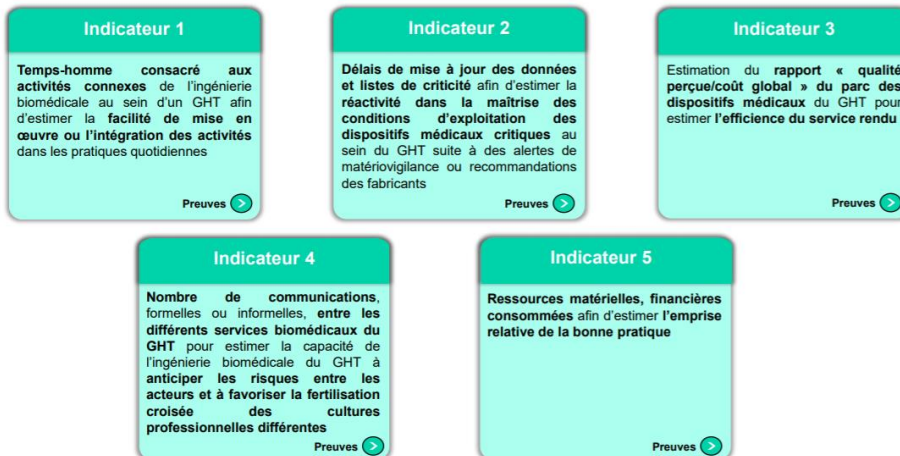 Indicateur 1
Temps-homme consacré aux
activités connexes de l'ingénierie
biomédicale au sein d'un GHT afin
d'estimer la facilité de mise en
œuvre ou l'intégration des activités
dans les pratiques quotidiennes
Preuves
Indicateur 2
Délais de mise à jour des données
et listes de criticité afin d'estimer la
réactivité dans la maîtrise des
conditions d'exploitation des
dispositifs médicaux critiques au
sein du GHT suite à des alertes de
matériovigilance ou recommandations
des fabricants
Preuves
Indicateur 3
Estimation du rapport « qualité
perçue/coût global » du parc des
dispositifs médicaux du GHT pour
estimer l'efficience du service rendu
Preuves
Indicateur 4
Nombre de communications,
formelles ou informelles, entre les
différents services biomédicaux du
GHT pour estimer la capacité de
l'ingénierie biomédicale du GHT à
anticiper les risques entre les
acteurs et à favoriser la fertilisation
croisée des cultures
professionnelles différentes
Preuves
Indicateur 5
Ressources matérielles, financières
consommées afin d'estimer l'emprise
relative de la bonne pratique
Preuves